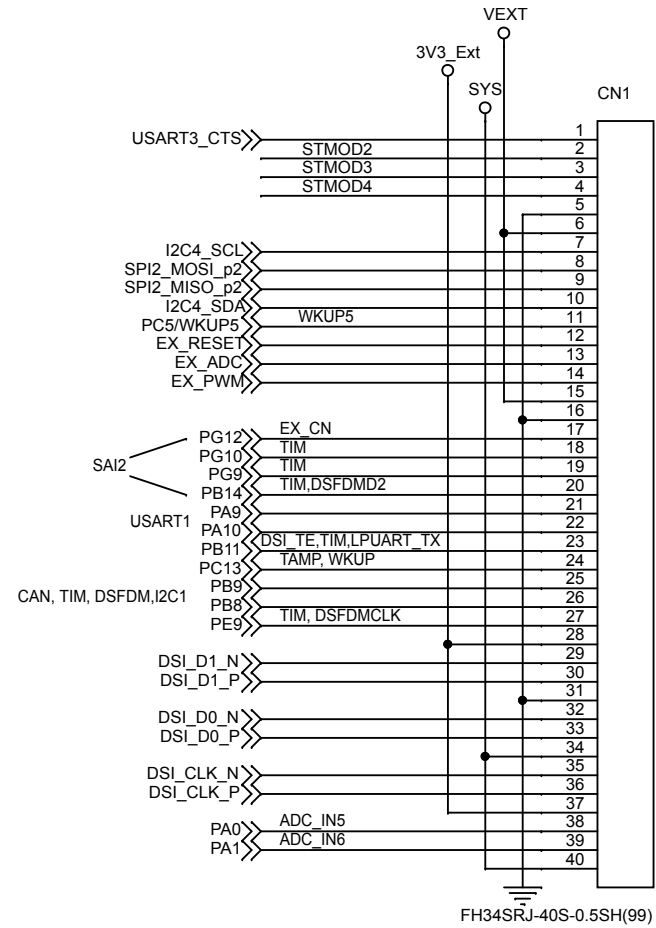 VEXT
3V3_Ext
SYS
CN1
USART3_CTS 1
STMOD2 2
STMOD3 3
STMOD4 4
5
6
I2C4_SCL 7
SPI2_MOSI_p2 8
SPI2_MISO_p2 9
I2C4_SDA 10
PC5/WKUP5 WKUP5 11
EX_RESET 12
EX_ADC 13
EX_PWM 14
15
16
PG12 EX_CN 17
PG10 TIM 18
SAI2
PG9 TIM 19
PB14 TIM,DSFDMD2 20
PA9 21
USART1
PA10 22
PB11 DSI_TE,TIM,LPUART_TX 23
PC13 TAMP, WKUP 24
PB9 25
CAN, TIM, DSFDM,I2C1
PB8 26
PE9 TIM, DSFDMCLK 27
28
DSI_D1_N 29
DSI_D1_P 30
31
DSI_D0_N 32
DSI_D0_P 33
34
DSI_CLK_N 35
DSI_CLK_P 36
37
PA0 ADC_IN5 38
PA1 ADC_IN6 39
40
FH34SRJ-40S-0.5SH(99)